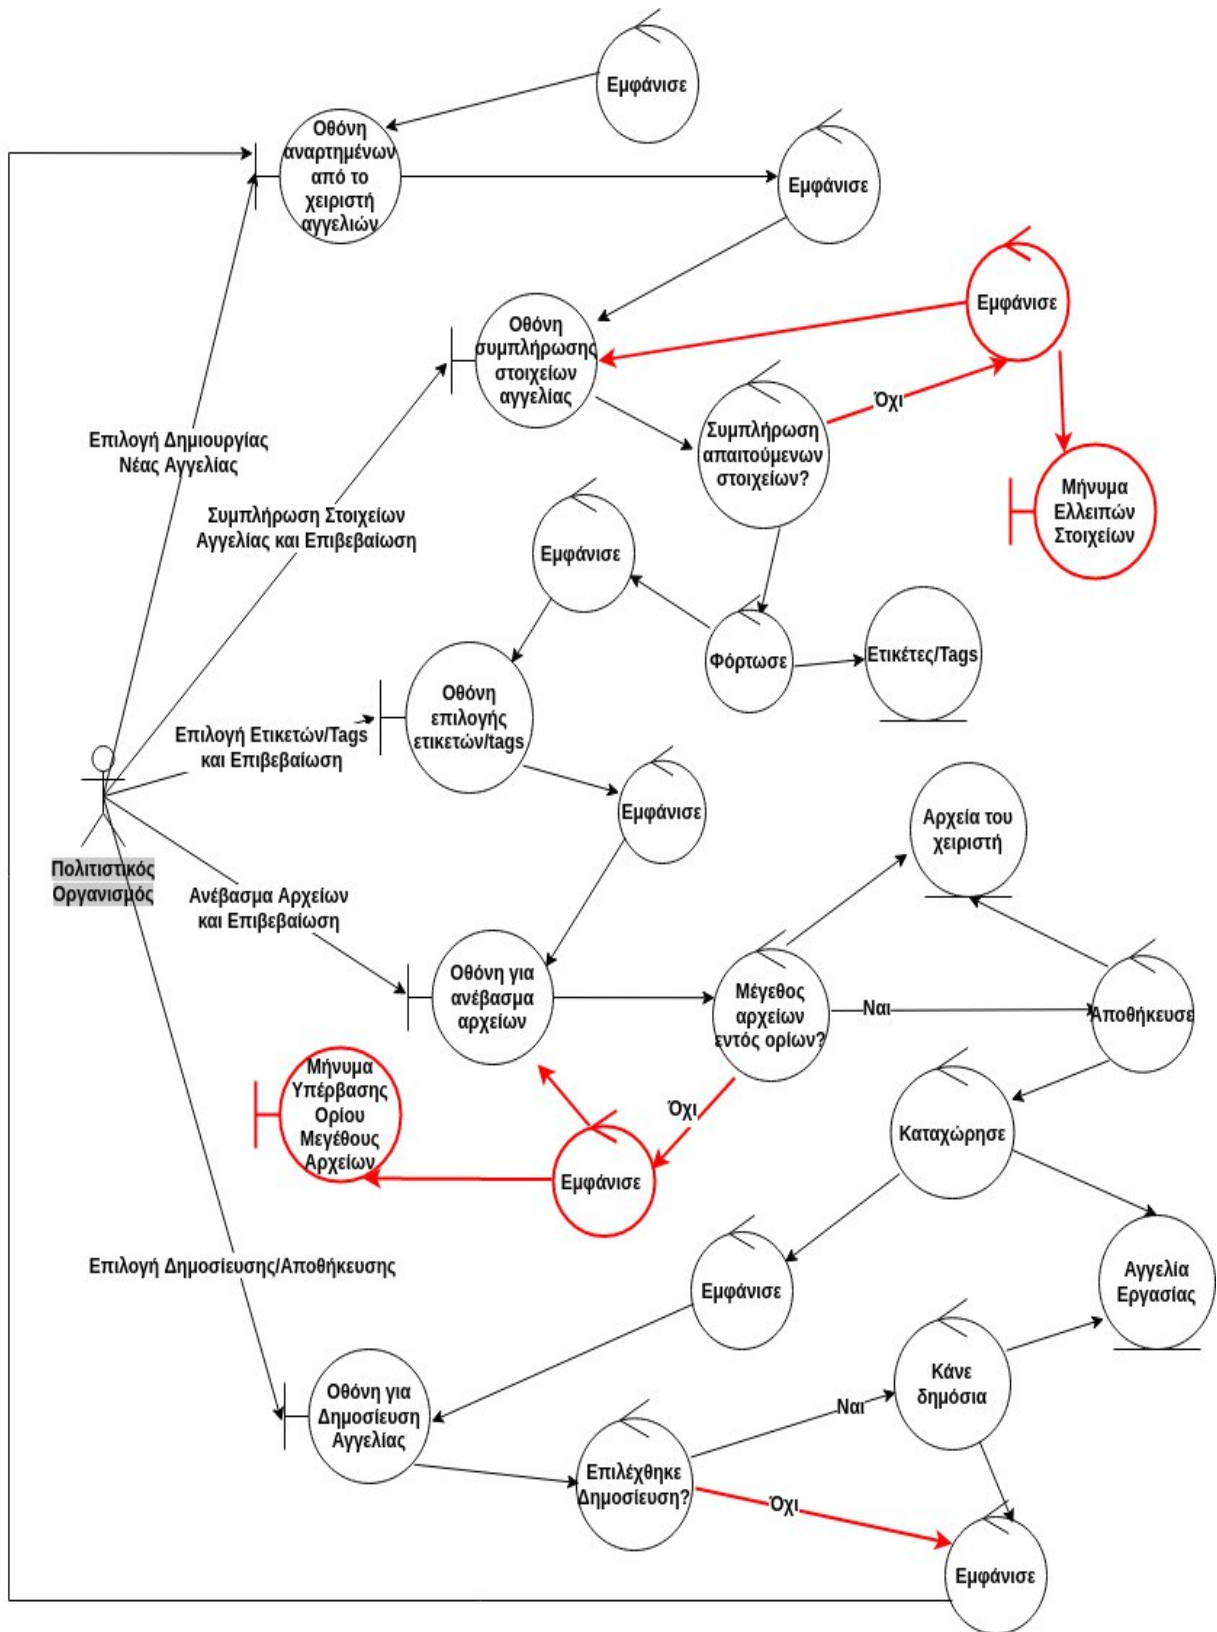 Εμφάνισε
Οθόνη
αναρτημένων
από το
χειριστή
αγγελιών
Εμφάνισε
Εμφάνισε
Οθόνη
συμπλήρωσης
στοιχείων
αγγελίας
Όχι
Συμπλήρωση
απαιτούμενων
στοιχείων?
Επιλογή Δημιουργίας
Νέας Αγγελίας
Μήνυμα
Ελλειπών
Στοιχείων
Συμπλήρωση Στοιχείων
Αγγελίας και Επιβεβαίωση
Εμφάνισε
Φόρτωσε
Ετικέτες/Tags
Οθόνη
επιλογής
ετικετών/tags
Επιλογή Ετικετών/Tags
και Επιβεβαίωση
Εμφάνισε
Αρχεία του
χειριστή
Πολιτιστικός
Οργανισμός
Ανέβασμα Αρχείων
και Επιβεβαίωση
Οθόνη για
ανέβασμα
αρχείων
Μέγεθος
αρχείων
εντός ορίων?
Ναι
Αποθήκευσε
Μήνυμα
Υπέρβασης
Ορίου
Μεγέθους
Αρχείων
Όχι
Εμφάνισε
Καταχώρησε
Επιλογή Δημοσίευσης/Αποθήκευσης
Εμφάνισε
Αγγελία
Εργασίας
Οθόνη για
Δημοσίευση
Αγγελίας
Ναι
Κάνε
δημόσια
Επιλέχθηκε
Δημοσίευση?
Όχι
Εμφάνισε